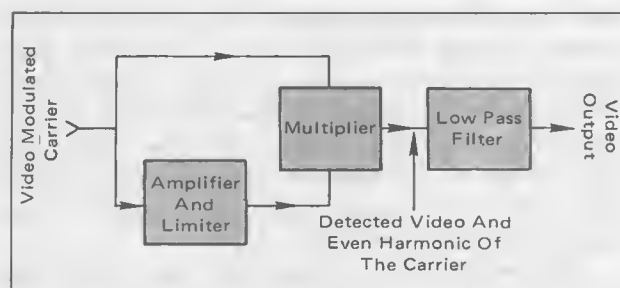 Video Modulated
Carrier
Amplifier
And
Limiter
Multiplier
Detected Video And
Even Harmonic Of
The Carrier
Low Pass
Filter
Video
Output